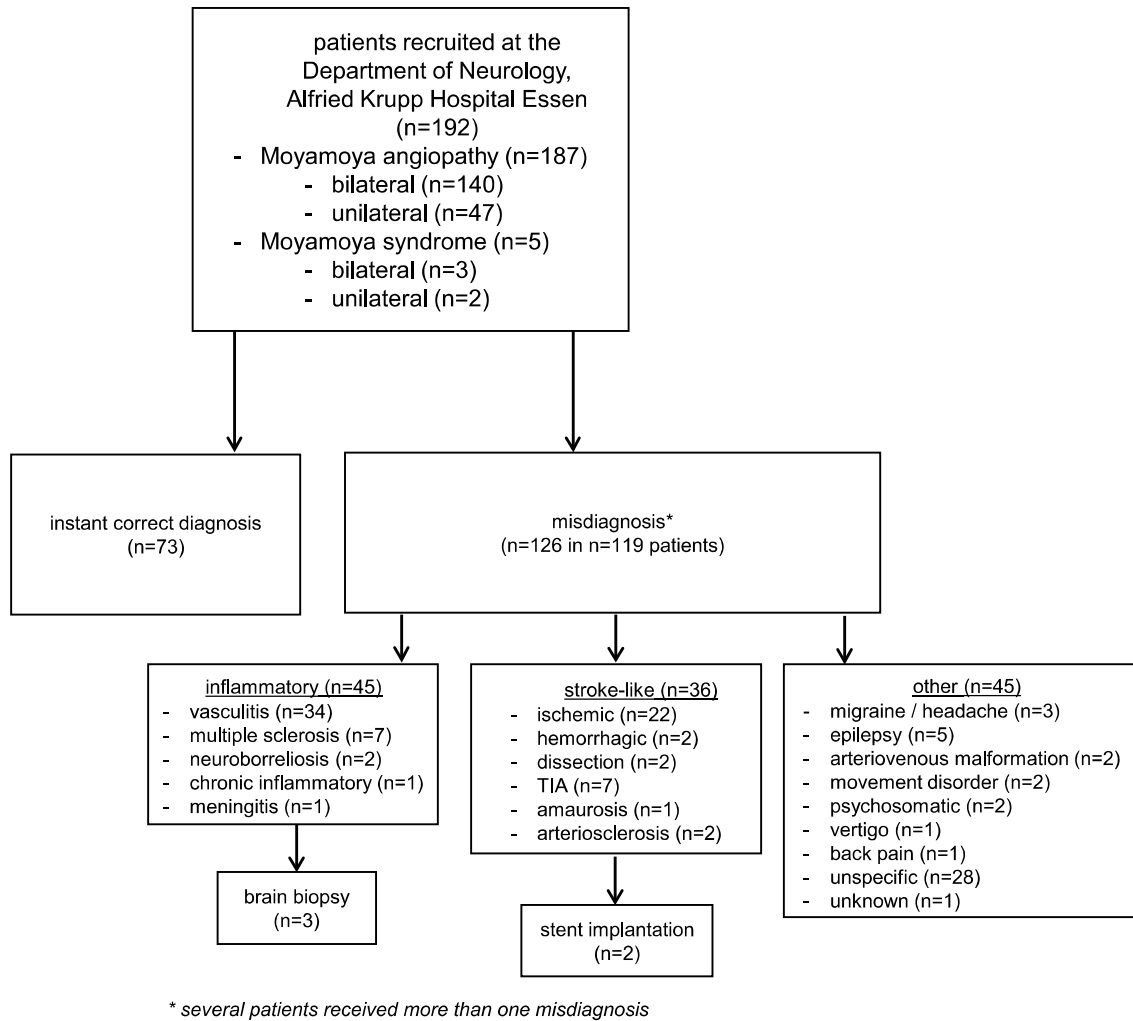 patients recruited at the
Department of Neurology,
Alfried Krupp Hospital Essen
(n=192)
- Moyamoya angiopathy (n=187)
- bilateral (n=140)
- unilateral (n=47)
- Moyamoya syndrome (n=5)
- bilateral (n=3)
- unilateral (n=2)
instant correct diagnosis
(n=73)
misdiagnosis*
(n=126 in n=119 patients)
inflammatory (n=45)
- vasculitis (n=34)
- multiple sclerosis (n=7)
- neuroborreliosis (n=2)
- chronic inflammatory (n=1)
- meningitis (n=1)
stroke-like (n=36)
- ischemic (n=22)
- hemorrhagic (n=2)
- dissection (n=2)
- TIA (n=7)
- amaurosis (n=1)
- arteriosclerosis (n=2)
other (n=45)
- migraine / headache (n=3)
- epilepsy (n=5)
- arteriovenous malformation (n=2)
- movement disorder (n=2)
- psychosomatic (n=2)
- vertigo (n=1)
- back pain (n=1)
- unspecific (n=28)
- unknown (n=1)
brain biopsy
(n=3)
stent implantation
(n=2)
* several patients received more than one misdiagnosis